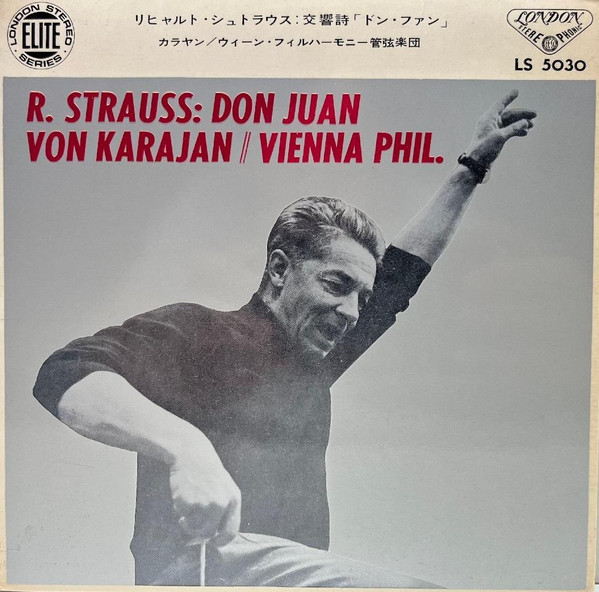 LONDON STEREO
ELITE
SERIES
リヒャルト・シュトラウス: 交響詩「ドン・ファン」
カラヤン／ウィーン・フィルハーモニー管弦楽団
LONDON
STEREO PHONIC
LS 5030
R. STRAUSS: DON JUAN
VON KARAJAN // VIENNA PHIL.